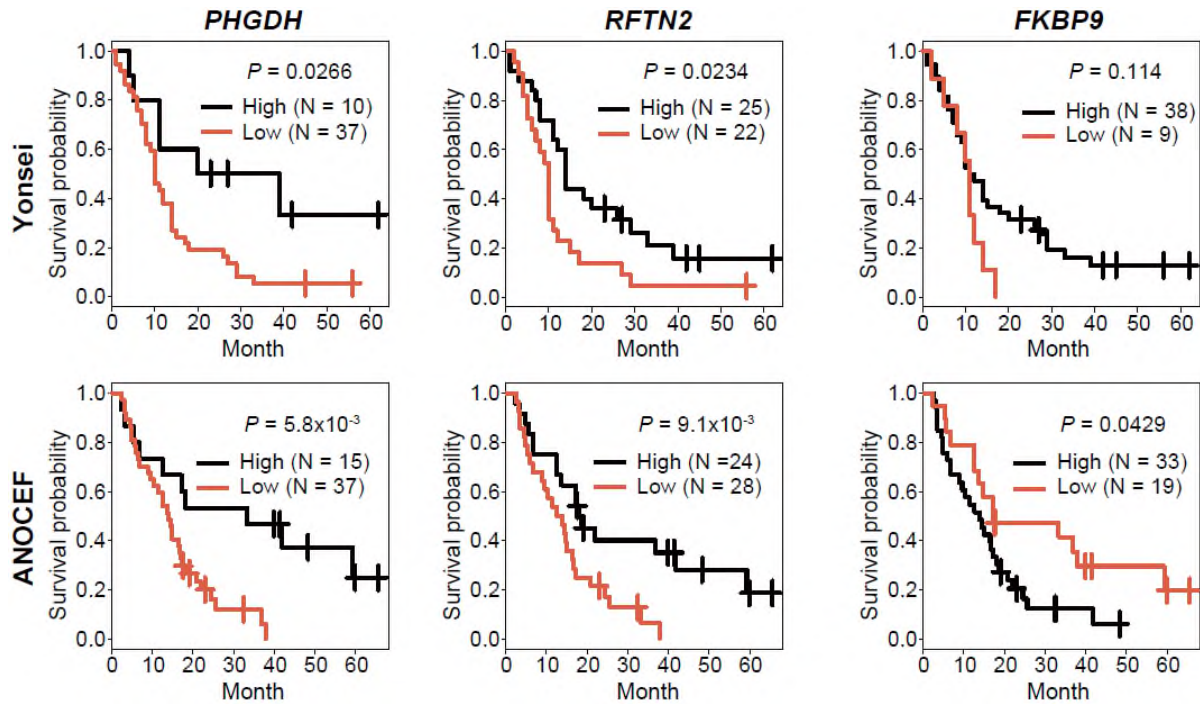 PHGDH
RFTN2
FKBP9
Yonsei
Survival probability
1.0
0.8
0.6
0.4
0.2
0.0
P = 0.0266
High (N = 10)
Low (N = 37)
0 10 20 30 40 50 60
Month
Survival probability
1.0
0.8
0.6
0.4
0.2
0.0
P = 0.0234
High (N = 25)
Low (N = 22)
0 10 20 30 40 50 60
Month
Survival probability
1.0
0.8
0.6
0.4
0.2
0.0
P = 0.114
High (N = 38)
Low (N = 9)
0 10 20 30 40 50 60
Month
ANOCEF
Survival probability
1.0
0.8
0.6
0.4
0.2
0.0
P = 5.8x10⁻³
High (N = 15)
Low (N = 37)
0 10 20 30 40 50 60
Month
Survival probability
1.0
0.8
0.6
0.4
0.2
0.0
P = 9.1x10⁻³
High (N =24)
Low (N = 28)
0 10 20 30 40 50 60
Month
Survival probability
1.0
0.8
0.6
0.4
0.2
0.0
P = 0.0429
High (N = 33)
Low (N = 19)
0 10 20 30 40 50 60
Month